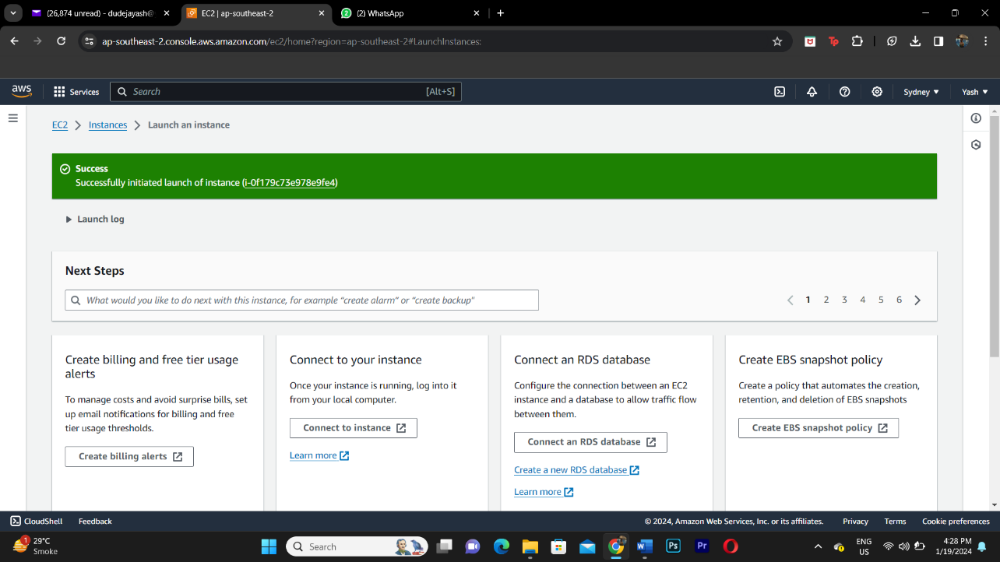 (26,874 unread) - dudejayash@
EC2 | ap-southeast-2
(2) WhatsApp
ap-southeast-2.console.aws.amazon.com/ec2/home?region=ap-southeast-2#LaunchInstances:
Tp
aws
Services
Search
[Alt+S]
Sydney
Yash
EC2
Instances
Launch an instance
Success
Successfully initiated launch of instance (i-0f179c73e978e9fe4)
Launch log
Next Steps
What would you like to do next with this instance, for example “create alarm” or “create backup"
1 2 3 4 5 6
Create billing and free tier usage
alerts
To manage costs and avoid surprise bills, set
up email notifications for billing and free
tier usage thresholds.
Create billing alerts
Connect to your instance
Once your instance is running, log into it
from your local computer.
Connect to instance
Learn more
Connect an RDS database
Configure the connection between an EC2
instance and a database to allow traffic flow
between them.
Connect an RDS database
Create a new RDS database
Learn more
Create EBS snapshot policy
Create a policy that automates the creation,
retention, and deletion of EBS snapshots
Create EBS snapshot policy
CloudShell
Feedback
© 2024, Amazon Web Services, Inc. or its affiliates.
Privacy
Terms
Cookie preferences
1
29°C
Smoke
Search
W
Ps
Pr
ENG
US
4:28 PM
1/19/2024